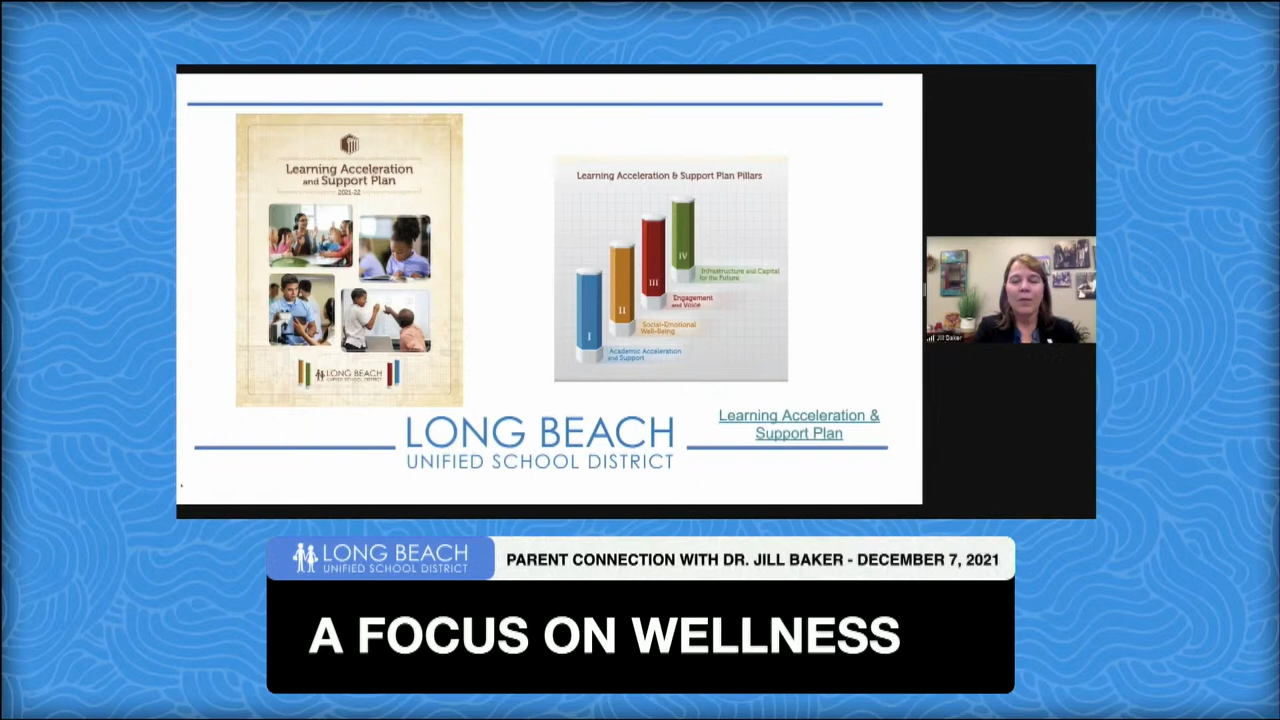 Learning Acceleration
and Support Plan
2021-22
LONG BEACH
UNIFIED SCHOOL DISTRICT
Learning Acceleration & Support Plan Pillars
IV
III
II
I
Infrastructure and Capital
for the Future
Engagement
and Voice
Social-Emotional
Well-Being
Academic Acceleration
and Support
LONG BEACH
UNIFIED SCHOOL DISTRICT
Learning Acceleration &
Support Plan
Jill Baker
LONG BEACH
UNIFIED SCHOOL DISTRICT
PARENT CONNECTION WITH DR. JILL BAKER - DECEMBER 7, 2021
A FOCUS ON WELLNESS